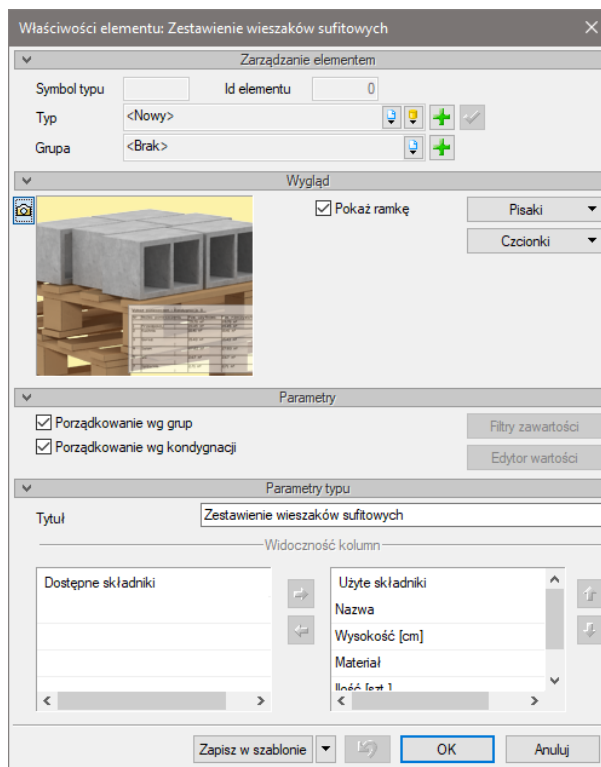 Właściwości elementu: Zestawienie wieszaków sufitowych
Zarządzanie elementem
Symbol typu Id elementu 0
Typ <Nowy>
Grupa <Brak>
Wygląd
Pokaż ramkę Pisaki
Czcionki
Parametry
Porządkowanie wg grup Filtry zawartości
Porządkowanie wg kondygnacji Edytor wartości
Parametry typu
Tytuł Zestawienie wieszaków sufitowych
Widoczność kolumn
Dostępne składniki Użyte składniki
Nazwa
Wysokość [cm]
Materiał
Ilość [szt.]
Zapisz w szablonie OK Anuluj